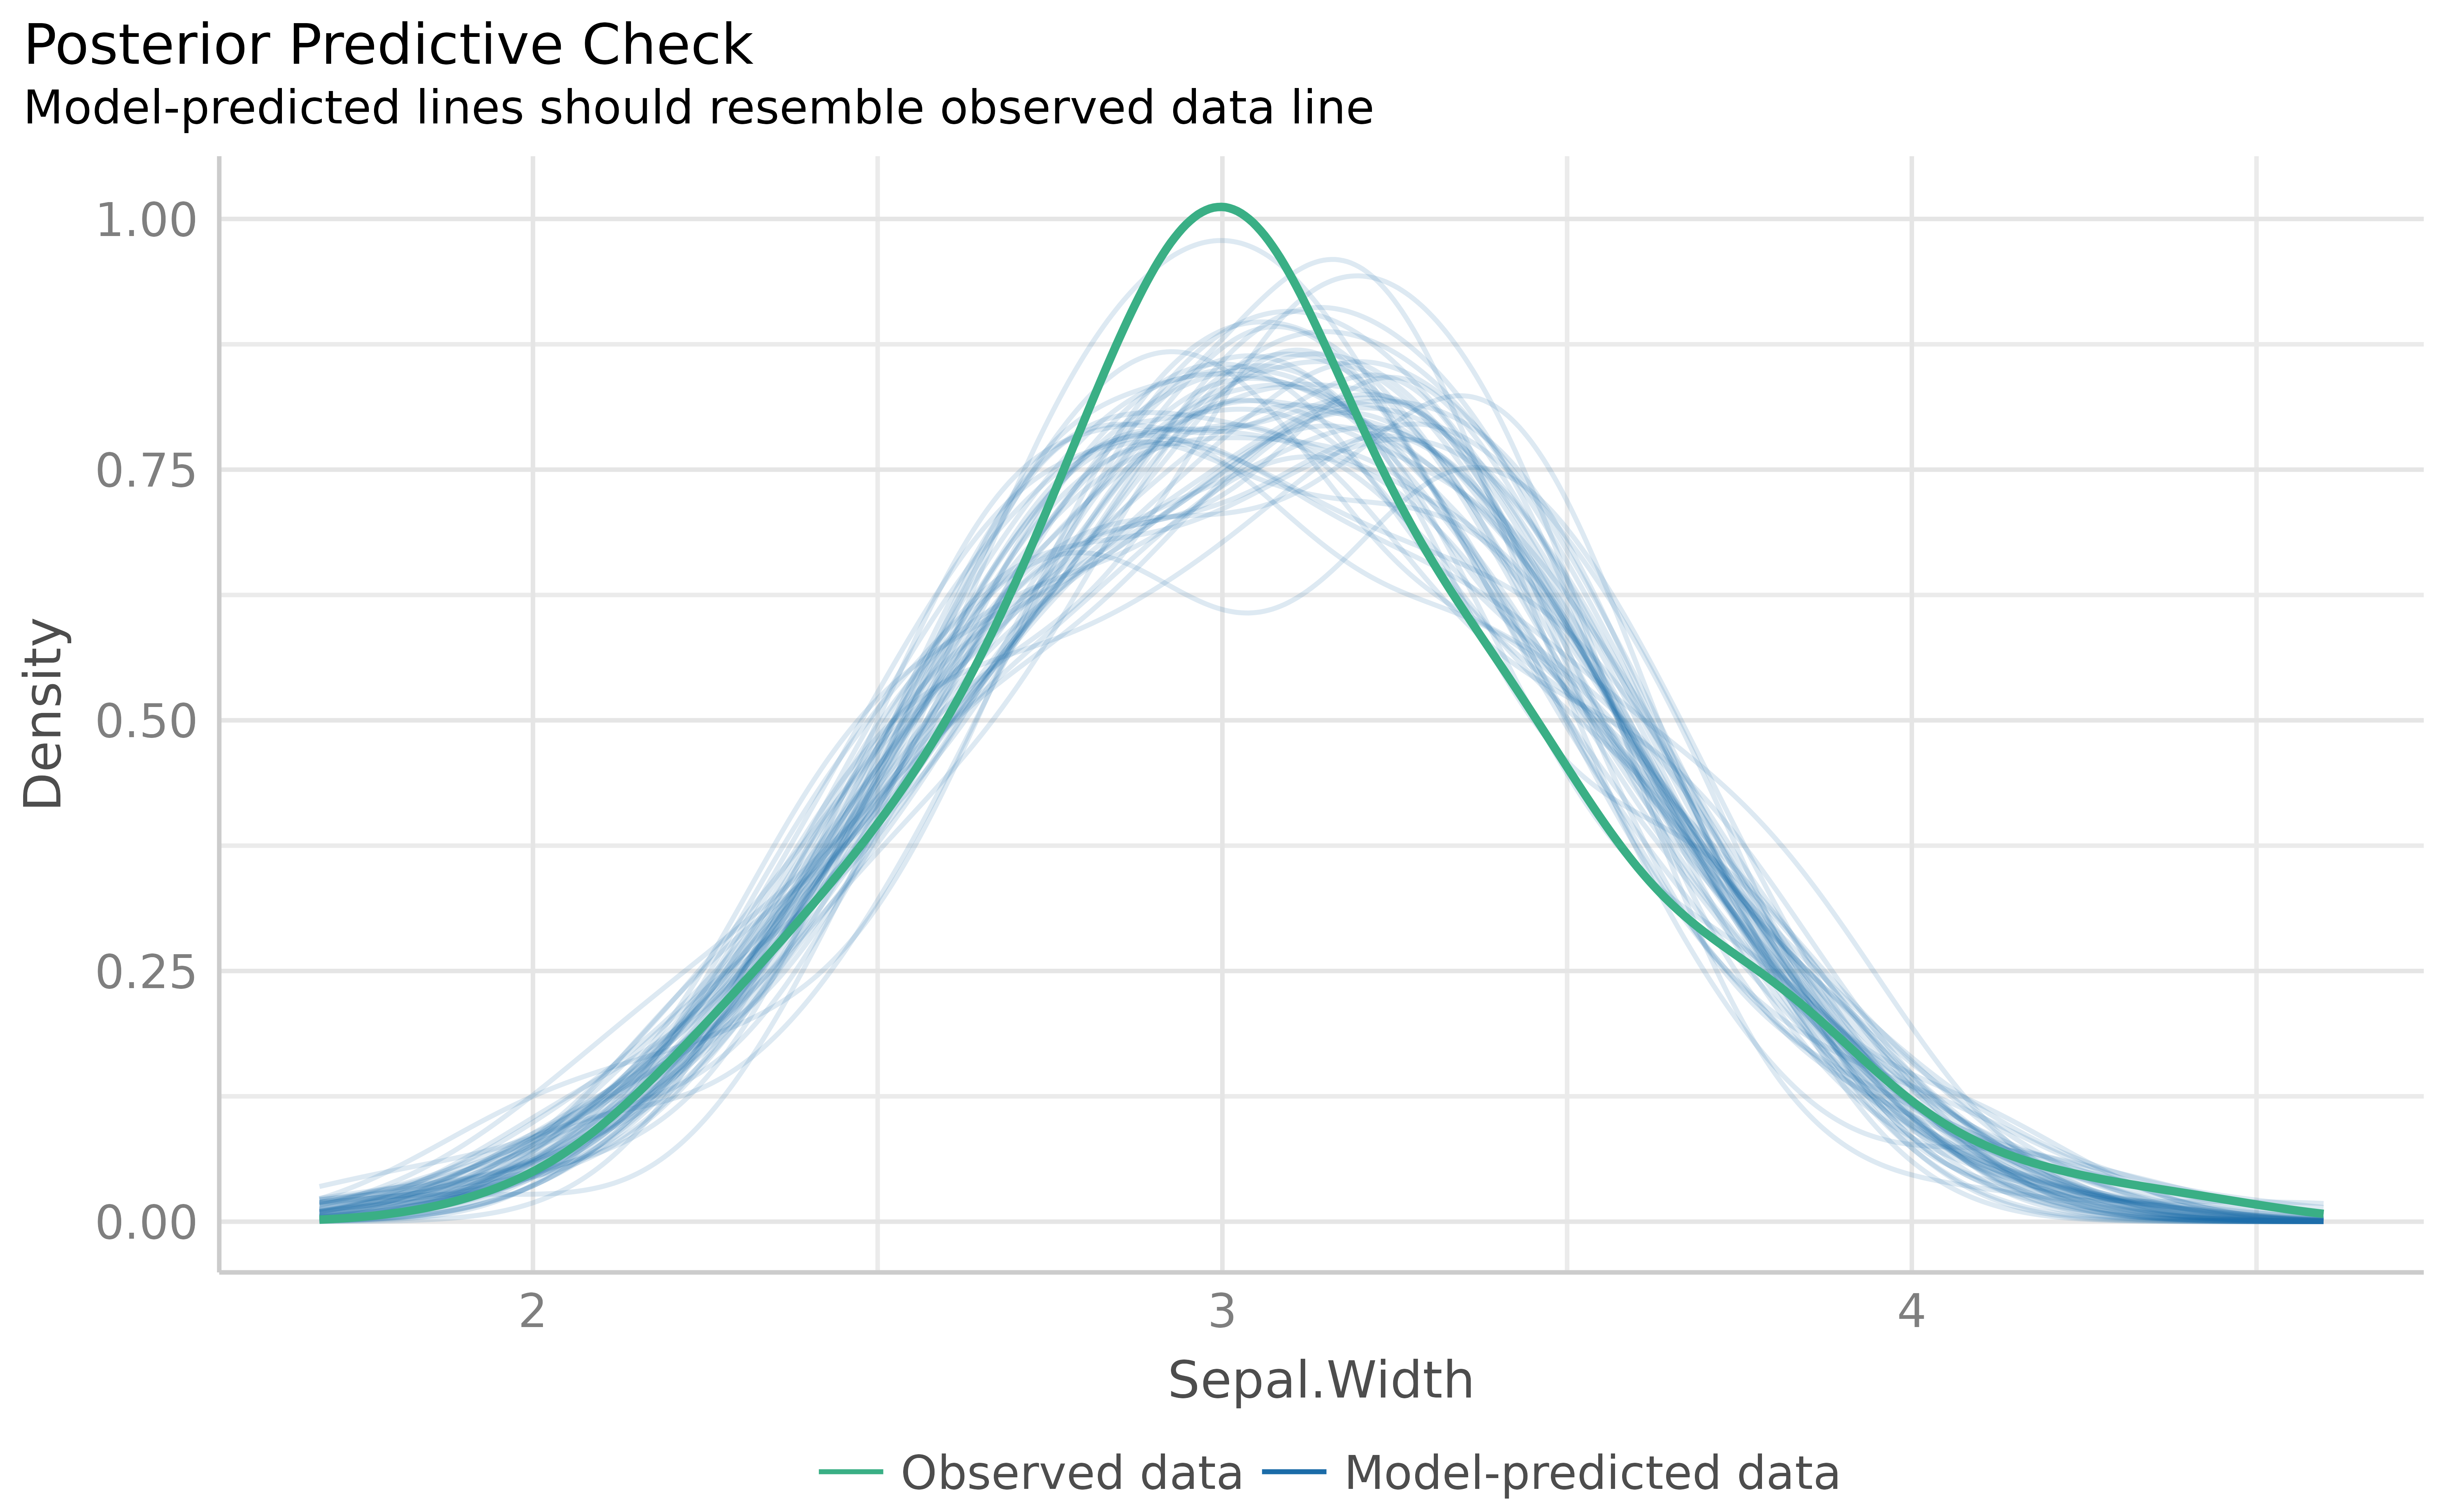 Posterior Predictive Check
Model-predicted lines should resemble observed data line
1.00
0.75
0.50
0.25
0.00
Density
2 3 4
Sepal.Width
Observed data Model-predicted data